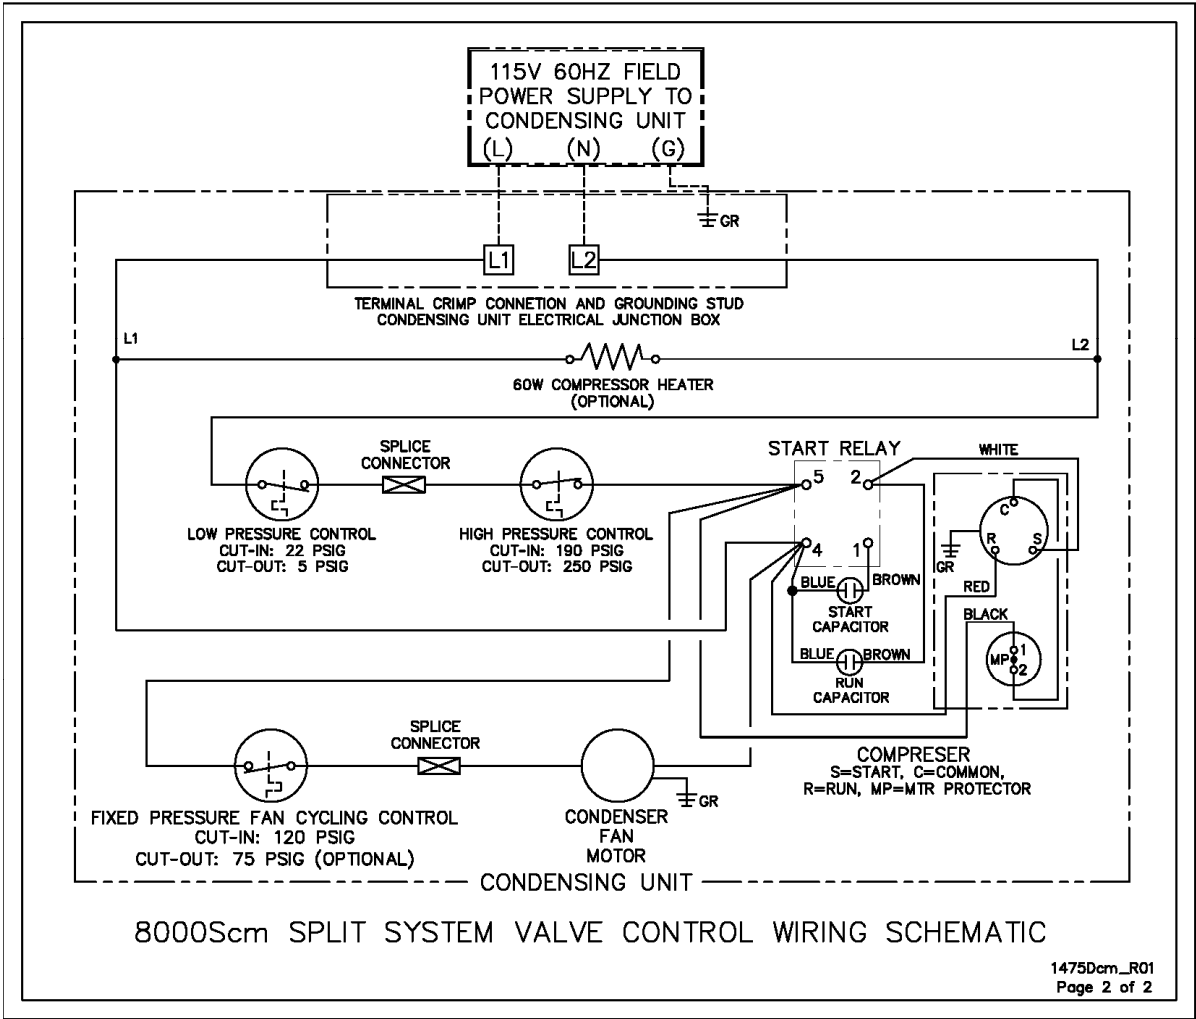 115V 60HZ FIELD
POWER SUPPLY TO
CONDENSING UNIT
(L) (N) (G)
GR
L1 L2
TERMINAL CRIMP CONNETION AND GROUNDING STUD
CONDENSING UNIT ELECTRICAL JUNCTION BOX
L1
L2
60W COMPRESSOR HEATER
(OPTIONAL)
SPLICE
CONNECTOR
START RELAY
WHITE
5 2
4 1
LOW PRESSURE CONTROL
CUT-IN: 22 PSIG
CUT-OUT: 5 PSIG
HIGH PRESSURE CONTROL
CUT-IN: 190 PSIG
CUT-OUT: 250 PSIG
C
R S
GR
RED
BLACK
BLUE BROWN
START
CAPACITOR
BLUE BROWN
RUN
CAPACITOR
1
MP
2
SPLICE
CONNECTOR
COMPRESER
S=START, C=COMMON,
R=RUN, MP=MTR PROTECTOR
GR
FIXED PRESSURE FAN CYCLING CONTROL
CUT-IN: 120 PSIG
CUT-OUT: 75 PSIG (OPTIONAL)
CONDENSER
FAN
MOTOR
CONDENSING UNIT
8000Scm SPLIT SYSTEM VALVE CONTROL WIRING SCHEMATIC
1475Dcm_R01
Page 2 of 2